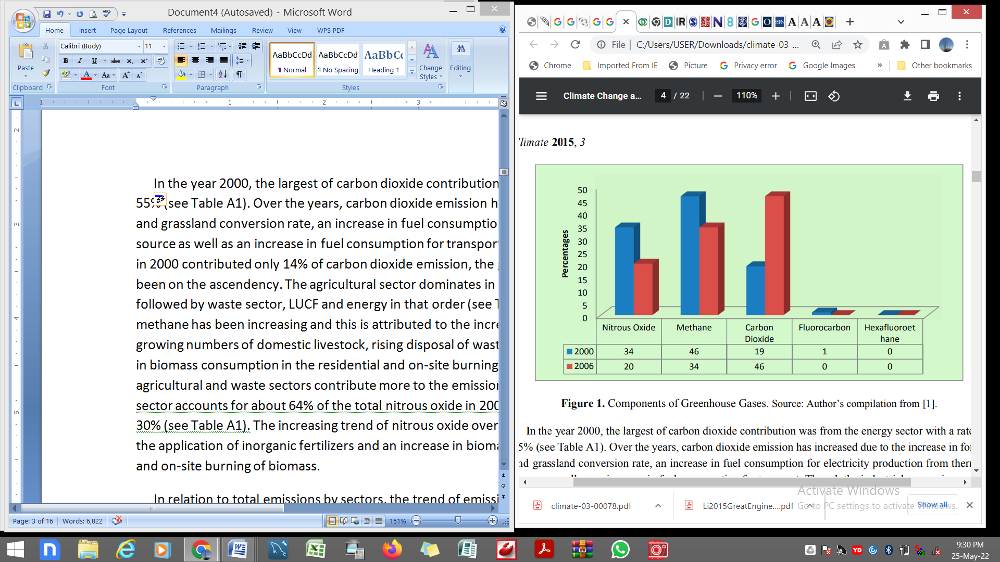 Document4 (Autosaved) - Microsoft Word
Home Insert Page Layout References Mailings Review View WPS PDF
Calibri (Body) 11
Paste
B I U abc x₂ x² Aa A A
AaBbCcDd AaBbCcDd AaBbCc
¶ Normal ¶ No Spacing Heading 1
Change Styles
Editing
Clipboard Font Paragraph Styles
1 1 2 3
2
3
4
5
In the year 2000, the largest of carbon dioxide contribution
55% (see Table A1). Over the years, carbon dioxide emission h
and grassland conversion rate, an increase in fuel consumptio
source as well as an increase in fuel consumption for transport
in 2000 contributed only 14% of carbon dioxide emission, the
been on the ascendency. The agricultural sector dominates in
followed by waste sector, LUCF and energy in that order (see T
methane has been increasing and this is attributed to the incre
growing numbers of domestic livestock, rising disposal of wast
in biomass consumption in the residential and on-site burning
agricultural and waste sectors contribute more to the emission
sector accounts for about 64% of the total nitrous oxide in 200
30% (see Table A1). The increasing trend of nitrous oxide over
the application of inorganic fertilizers and an increase in bioma
and on-site burning of biomass.
In relation to total emissions by sectors, the trend of emissi
Page: 3 of 16 Words: 6,822 151%
File C:/Users/USER/Downloads/climate-03-...
Chrome Imported From IE Picture Privacy error Google Images » Other bookmarks
Climate Change a... 4 / 22 110%
limate 2015, 3
Percentages
50
45
40
35
30
25
20
15
10
5
0
Nitrous Oxide Methane Carbon Dioxide Fluorocarbon Hexafluoroet hane
2000 34 46 19 1 0
2006 20 34 46 0 0
Figure 1. Components of Greenhouse Gases. Source: Author's compilation from [1].
In the year 2000, the largest of carbon dioxide contribution was from the energy sector with a rate
5% (see Table A1). Over the years, carbon dioxide emission has increased due to the increase in fo
nd grassland conversion rate, an increase in fuel consumption for electricity production from ther
Activate Windows
Go to PC settings to activate Windows.
climate-03-00078.pdf Li2015GreatEngine....pdf Show all
9:30 PM
25-May-22